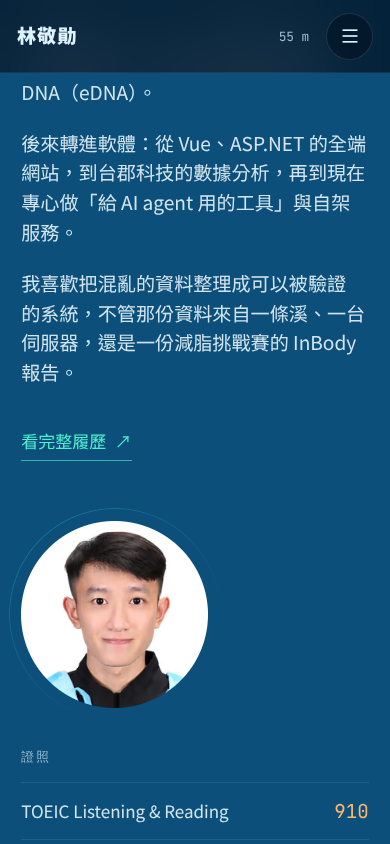 林敬勛
55 m
DNA（eDNA）。
後來轉進軟體：從 Vue、ASP.NET 的全端
網站，到台郡科技的數據分析，再到現在
專心做「給 AI agent 用的工具」與自架
服務。
我喜歡把混亂的資料整理成可以被驗證
的系統，不管那份資料來自一條溪、一台
伺服器，還是一份減脂挑戰賽的 InBody
報告。
看完整履歷 ↗
證照
TOEIC Listening & Reading 910